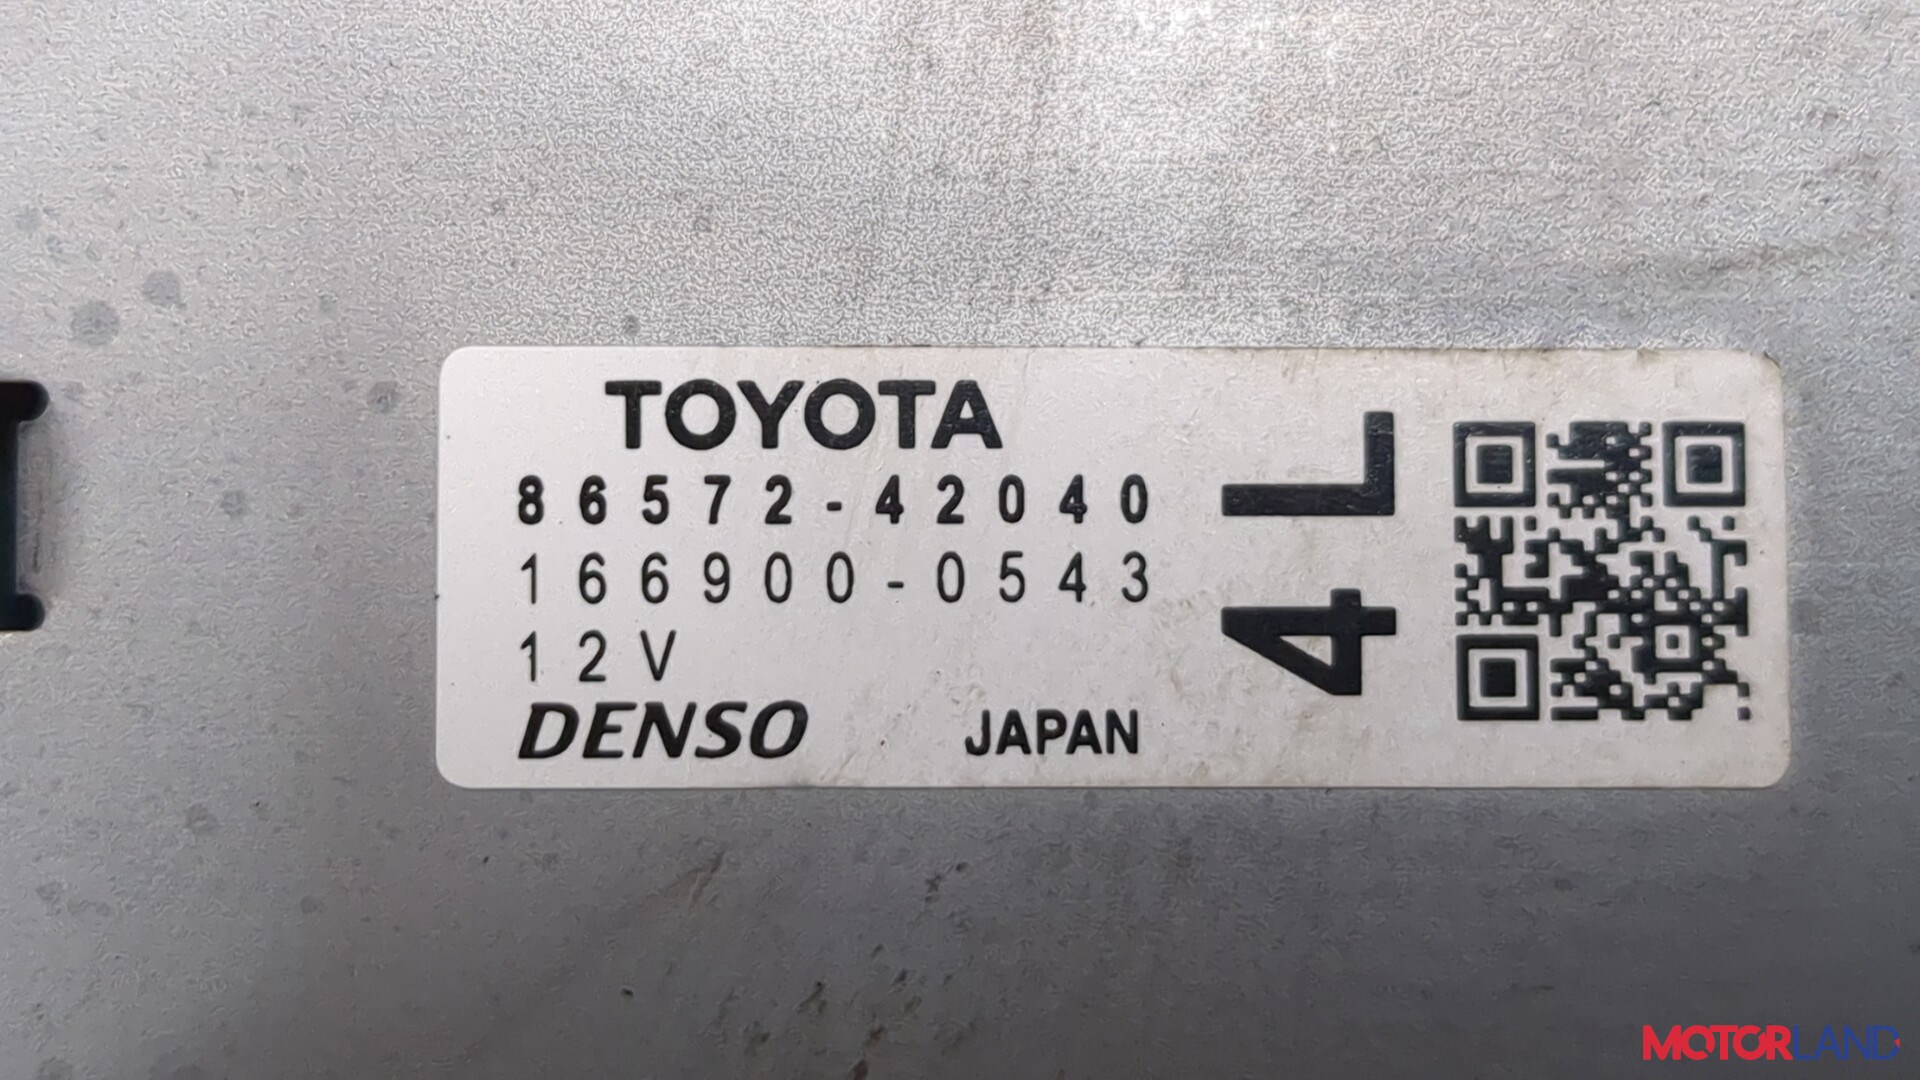 TOYOTA
86572-42040
166900-0543
12V
DENSO JAPAN
4L
MOTORLAND